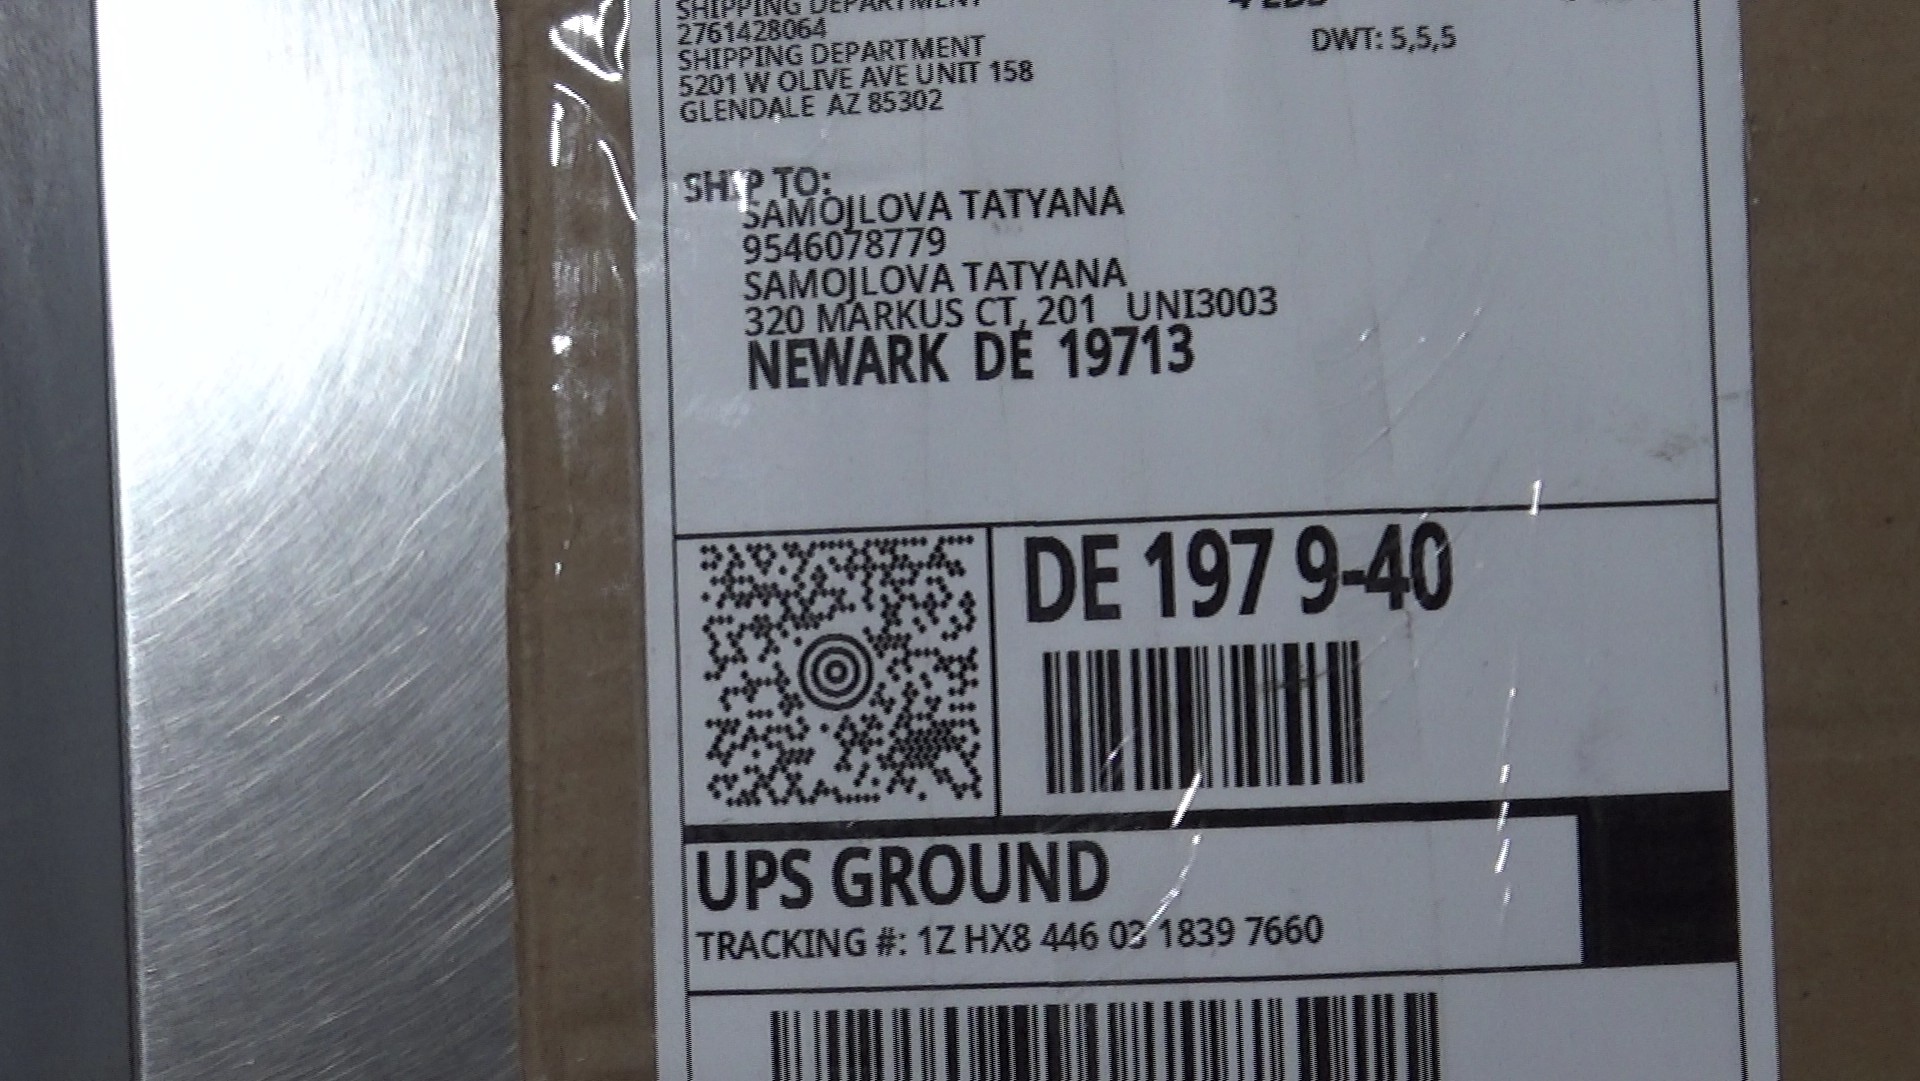 SHIPPING DEPARTMENT
4 LBS
2761428064
DWT: 5,5,5
SHIPPING DEPARTMENT
5201 W OLIVE AVE UNIT 158
GLENDALE AZ 85302
SHIP TO:
SAMOJLOVA TATYANA
9546078779
SAMOJLOVA TATYANA
320 MARKUS CT, 201 UNI3003
NEWARK DE 19713
DE 197 9-40
UPS GROUND
TRACKING #: 1Z HX8 446 03 1839 7660